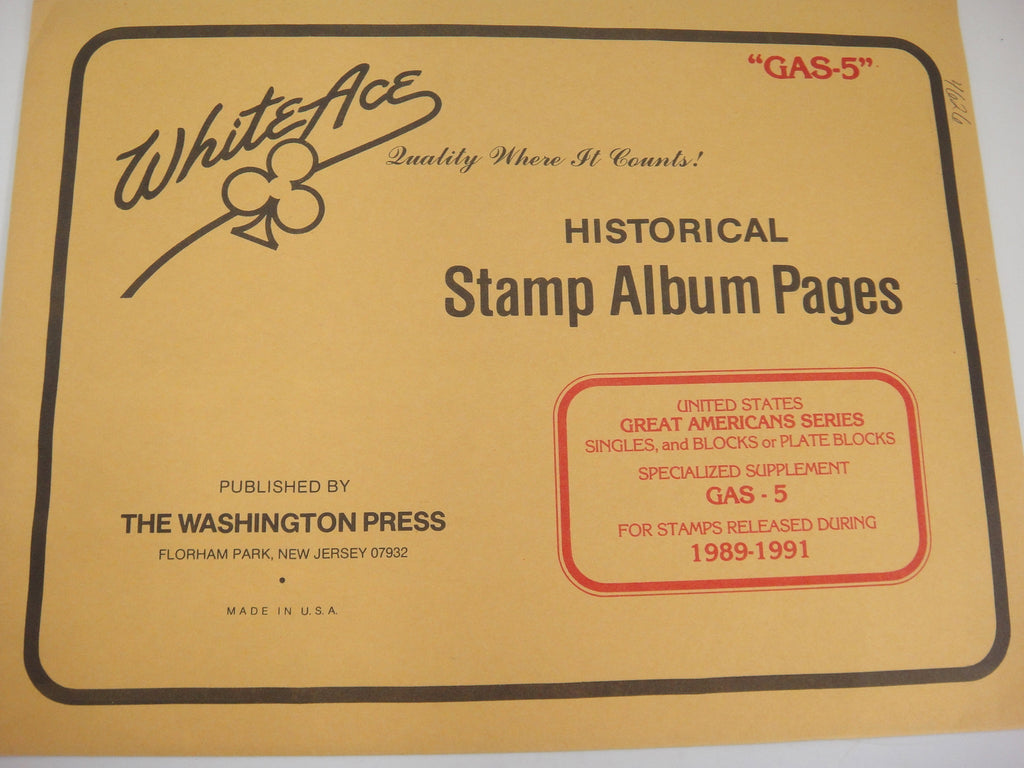 "GAS-5"
4626
White Ace
Quality Where It Counts!
HISTORICAL
Stamp Album Pages
UNITED STATES
GREAT AMERICANS SERIES
SINGLES, and BLOCKS or PLATE BLOCKS
SPECIALIZED SUPPLEMENT
GAS - 5
FOR STAMPS RELEASED DURING
1989-1991
PUBLISHED BY
THE WASHINGTON PRESS
FLORHAM PARK, NEW JERSEY 07932
•
MADE IN U.S.A.